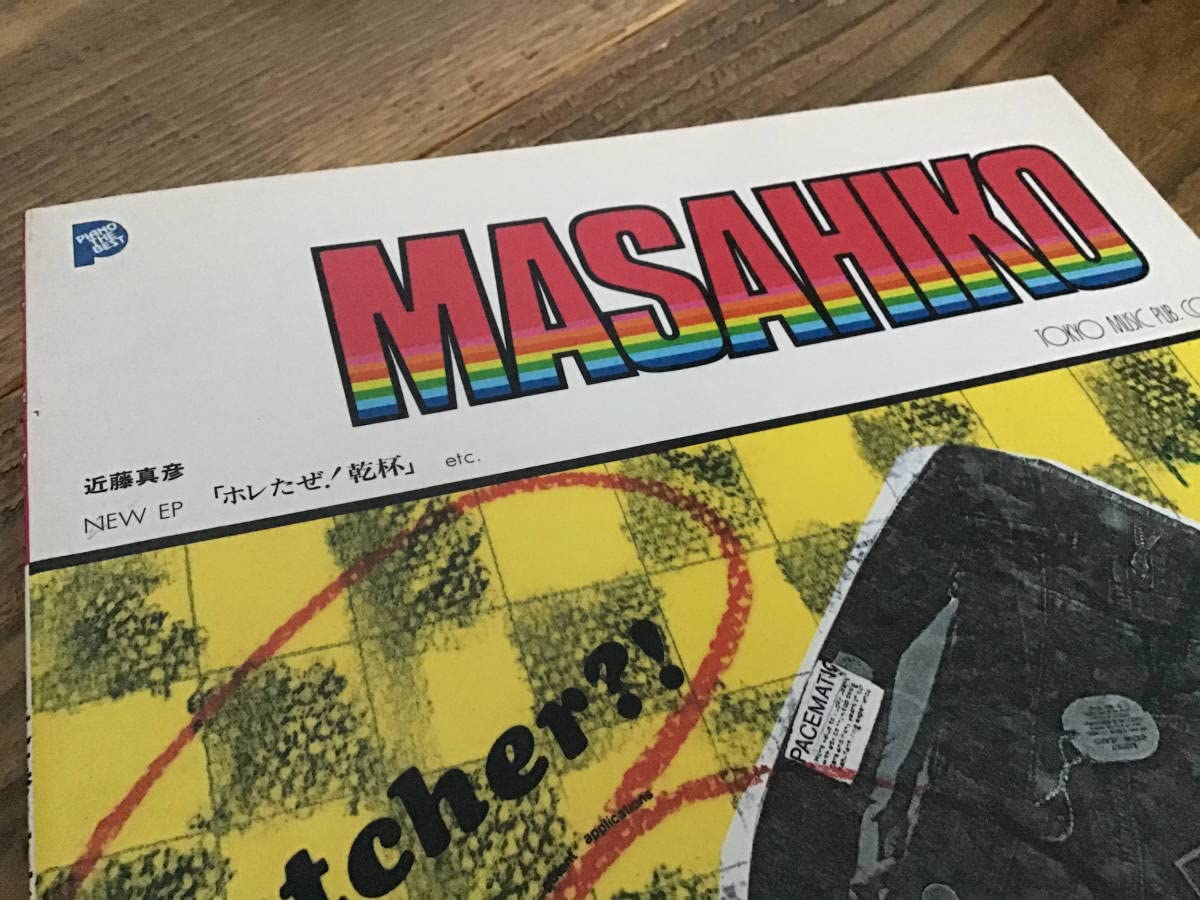 PIANO
THE
BEST
MASAHIKO
TOKYO MUSIC PUB. CO
近藤真彦
NEW EP 「ホレたぜ!乾杯」 etc.
tcher?!
applications
PACEMATIC